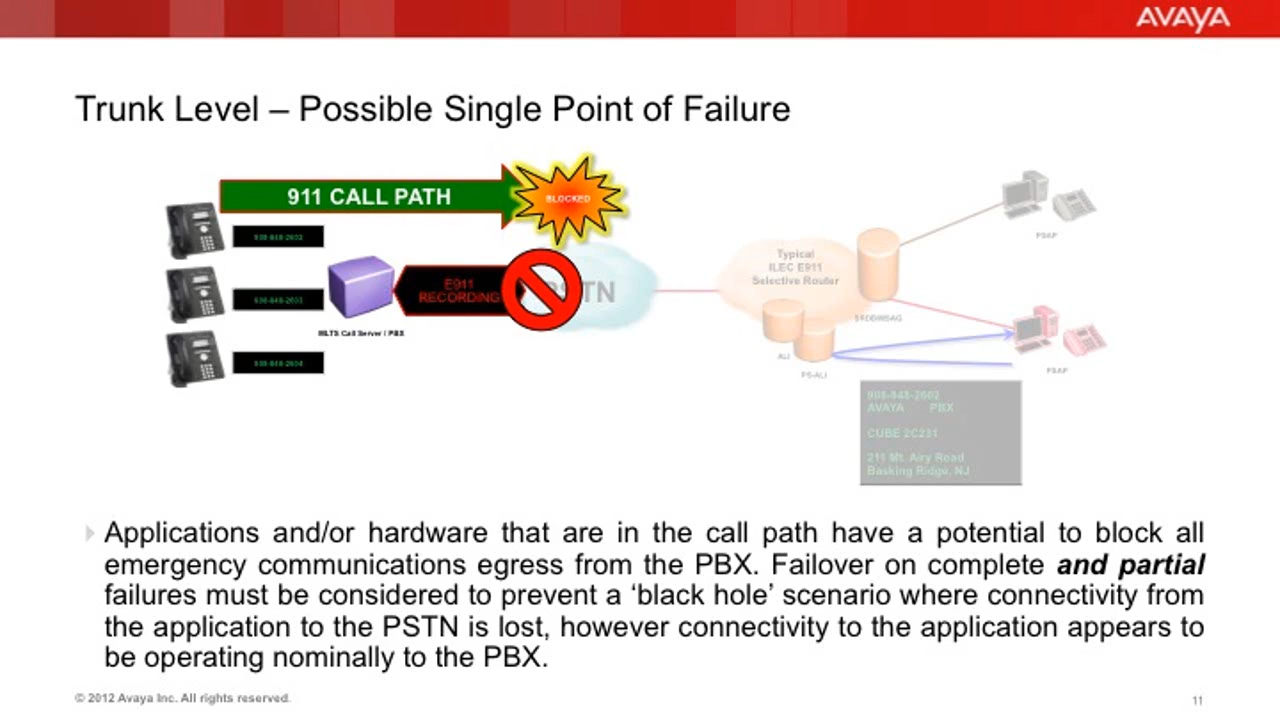 AVAYA
Trunk Level – Possible Single Point of Failure
911 CALL PATH
BLOCKED
908-848-2602
E911
RECORDING
PSTN
908-848-2603
MLTS Call Server / PBX
908-848-2604
Typical
ILEC E911
Selective Router
SRDB/MSAG
ALI
PS-ALI
PSAP
PSAP
908-848-2602
AVAYA PBX
CUBE 2C231
211 Mt. Airy Road
Basking Ridge, NJ
Applications and/or hardware that are in the call path have a potential to block all
emergency communications egress from the PBX. Failover on complete and partial
failures must be considered to prevent a ‘black hole’ scenario where connectivity from
the application to the PSTN is lost, however connectivity to the application appears to
be operating nominally to the PBX.
© 2012 Avaya Inc. All rights reserved.
11